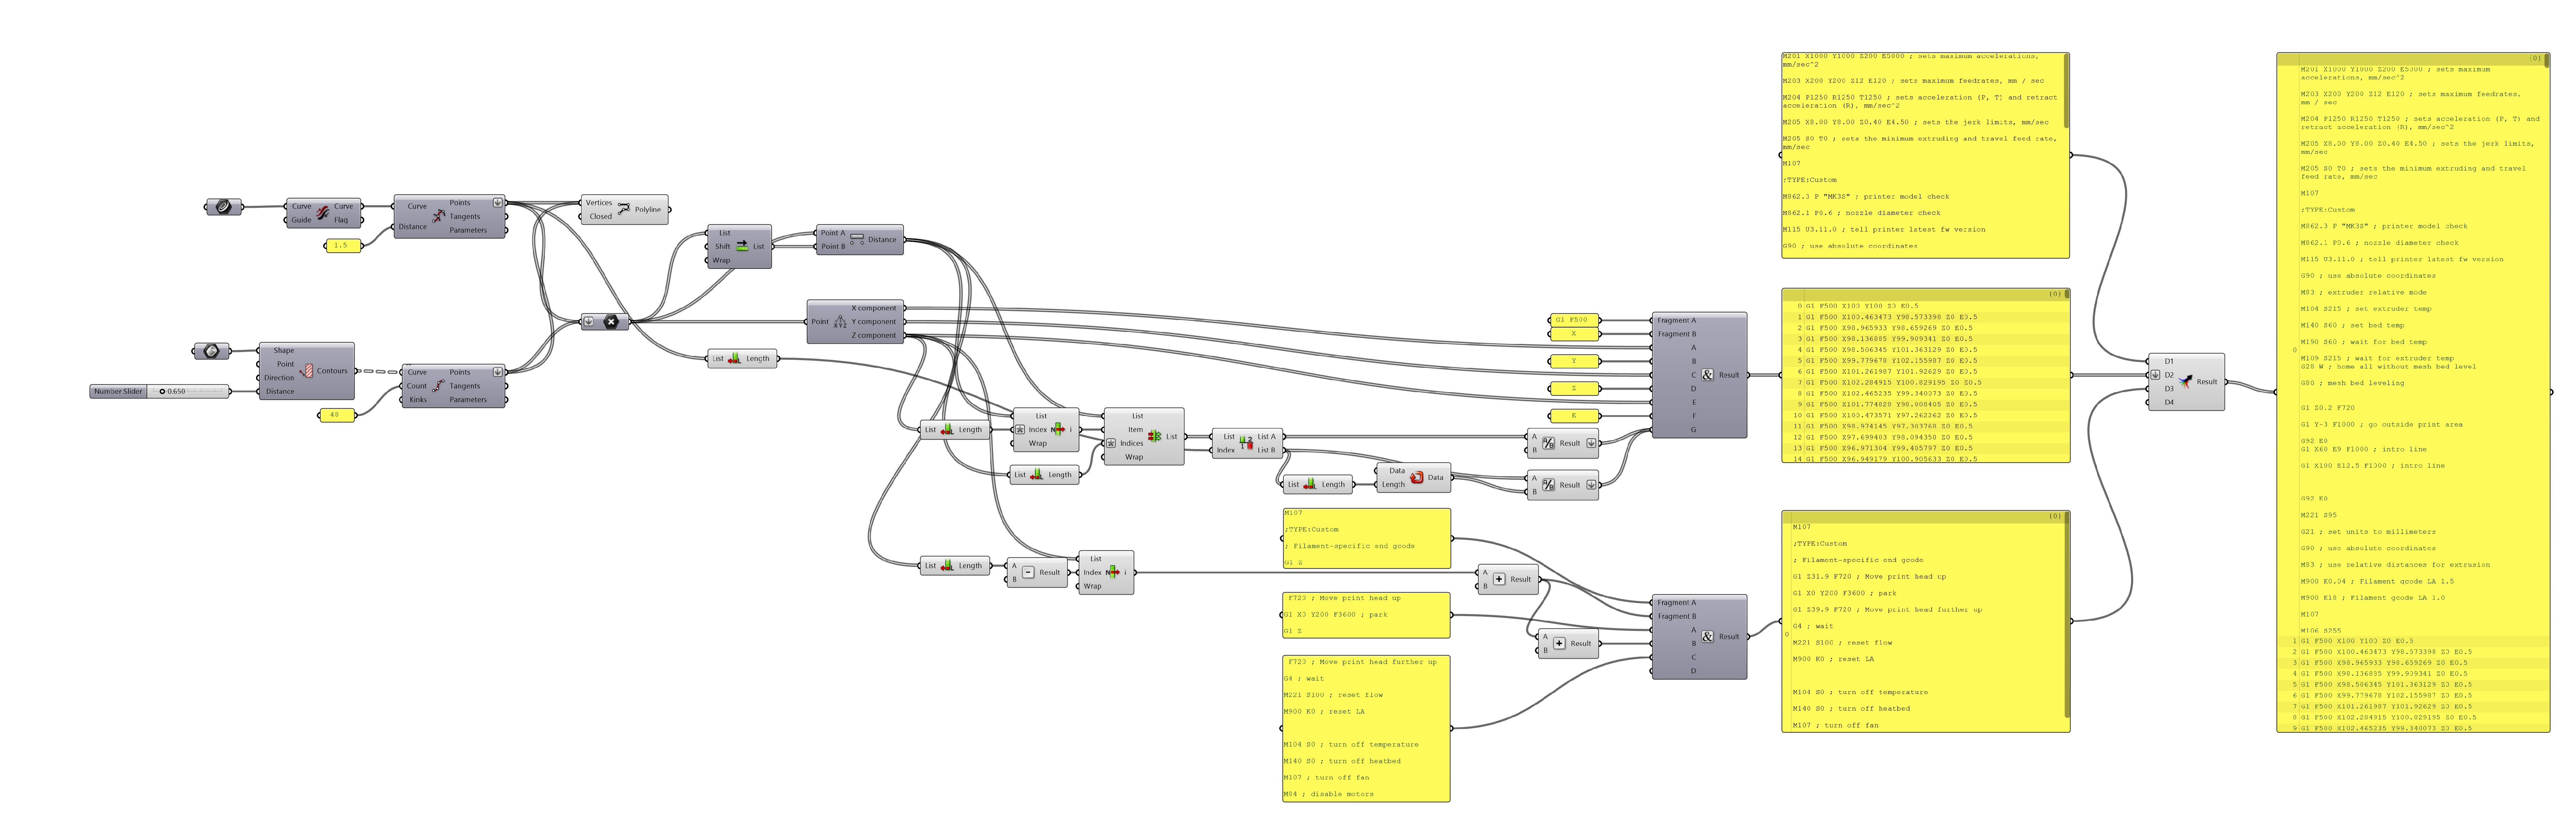 Curve
Guide
Curve
Flag
1.5
Curve
Distance
Points
Tangents
Parameters
Vertices
Closed
Polyline
List
Shift
Wrap
List
Point A
Point B
Distance
Shape
Point
Direction
Distance
Contours
Number Slider
0.650
48
Curve
Count
Kinks
Points
Tangents
Parameters
Point
X component
Y component
Z component
List
Length
List
Length
List
Index
Wrap
i
List
Length
List
Item
Indices
Wrap
List
List
Index
List A
List B
List
Length
Data
Length
Data
A
B
Result
A
B
Result
List
Length
A
B
Result
List
Index
Wrap
i
A
B
Result
A
B
Result
G1 F500
X
Y
Z
E
Fragment A
Fragment B
A
B
C
D
E
F
G
Result
M107
;TYPE:Custom
; Filament-specific end gcode
G1 Z
F720 ; Move print head up
G1 X0 Y200 F3600 ; park
G1 Z
F720 ; Move print head further up
G4 ; wait
M221 S100 ; reset flow
M900 K0 ; reset LA
M104 S0 ; turn off temperature
M140 S0 ; turn off heatbed
M107 ; turn off fan
M84 ; disable motors
Fragment A
Fragment B
A
B
C
D
Result
M201 X1000 Y1000 Z200 E5000 ; sets maximum accelerations,
mm/sec^2
M203 X200 Y200 Z12 E120 ; sets maximum feedrates, mm / sec
M204 P1250 R1250 T1250 ; sets acceleration (P, T) and retract
acceleration (R), mm/sec^2
M205 X8.00 Y8.00 Z0.40 E4.50 ; sets the jerk limits, mm/sec
M205 S0 T0 ; sets the minimum extruding and travel feed rate,
mm/sec
M107
;TYPE:Custom
M862.3 P "MK3S" ; printer model check
M862.1 P0.6 ; nozzle diameter check
M115 U3.11.0 ; tell printer latest fw version
G90 ; use absolute coordinates
{0}
0 G1 F500 X100 Y100 Z0 E0.5
1 G1 F500 X100.463473 Y98.573398 Z0 E0.5
2 G1 F500 X98.965933 Y98.659269 Z0 E0.5
3 G1 F500 X98.136885 Y99.909341 Z0 E0.5
4 G1 F500 X98.506345 Y101.363129 Z0 E0.5
5 G1 F500 X99.779678 Y102.155987 Z0 E0.5
6 G1 F500 X101.261987 Y101.92629 Z0 E0.5
7 G1 F500 X102.284915 Y100.829195 Z0 E0.5
8 G1 F500 X102.465235 Y99.340073 Z0 E0.5
9 G1 F500 X101.774828 Y98.008405 Z0 E0.5
10 G1 F500 X100.473571 Y97.262262 Z0 E0.5
11 G1 F500 X98.974145 Y97.303768 Z0 E0.5
12 G1 F500 X97.699403 Y98.094358 Z0 E0.5
13 G1 F500 X96.971304 Y99.405797 Z0 E0.5
14 G1 F500 X96.949179 Y100.905633 Z0 E0.5
{0}
M107
;TYPE:Custom
; Filament-specific end gcode
G1 Z31.9 F720 ; Move print head up
G1 X0 Y200 F3600 ; park
G1 Z39.9 F720 ; Move print head further up
G4 ; wait
0
M221 S100 ; reset flow
M900 K0 ; reset LA
M104 S0 ; turn off temperature
M140 S0 ; turn off heatbed
M107 ; turn off fan
D1
D2
D3
D4
Result
{0}
M201 X1000 Y1000 Z200 E5000 ; sets maximum
accelerations, mm/sec^2
M203 X200 Y200 Z12 E120 ; sets maximum feedrates,
mm / sec
M204 P1250 R1250 T1250 ; sets acceleration (P, T) and
retract acceleration (R), mm/sec^2
M205 X8.00 Y8.00 Z0.40 E4.50 ; sets the jerk limits,
mm/sec
M205 S0 T0 ; sets the minimum extruding and travel
feed rate, mm/sec
M107
;TYPE:Custom
M862.3 P "MK3S" ; printer model check
M862.1 P0.6 ; nozzle diameter check
M115 U3.11.0 ; tell printer latest fw version
G90 ; use absolute coordinates
M83 ; extruder relative mode
M104 S215 ; set extruder temp
M140 S60 ; set bed temp
M190 S60 ; wait for bed temp
0
M109 S215 ; wait for extruder temp
G28 W ; home all without mesh bed level
G80 ; mesh bed leveling
G1 Z0.2 F720
G1 Y-3 F1000 ; go outside print area
G92 E0
G1 X60 E9 F1000 ; intro line
G1 X100 E12.5 F1000 ; intro line
G92 E0
M221 S95
G21 ; set units to millimeters
G90 ; use absolute coordinates
M83 ; use relative distances for extrusion
M900 K0.04 ; Filament gcode LA 1.5
M900 K18 ; Filament gcode LA 1.0
M107
M106 S255
1 G1 F500 X100 Y100 Z0 E0.5
2 G1 F500 X100.463473 Y98.573398 Z0 E0.5
3 G1 F500 X98.965933 Y98.659269 Z0 E0.5
4 G1 F500 X98.136885 Y99.909341 Z0 E0.5
5 G1 F500 X98.506345 Y101.363129 Z0 E0.5
6 G1 F500 X99.779678 Y102.155987 Z0 E0.5
7 G1 F500 X101.261987 Y101.92629 Z0 E0.5
8 G1 F500 X102.284915 Y100.829195 Z0 E0.5
9 G1 F500 X102.465235 Y99.340073 Z0 E0.5